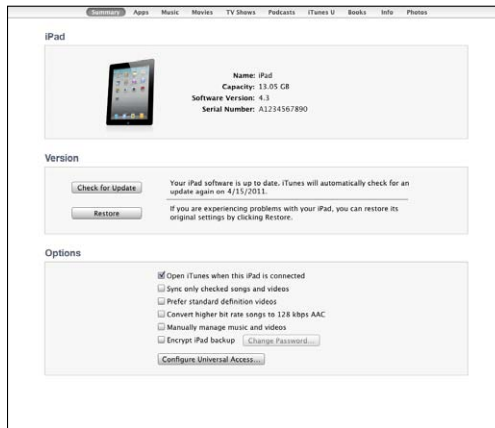 Summary Apps Music Movies TV Shows Podcasts iTunes U Books Info Photos
iPad
Name: iPad
Capacity: 13.05 GB
Software Version: 4.3
Serial Number: A1234567890
Version
Check for Update
Your iPad software is up to date. iTunes will automatically check for an
update again on 4/15/2011.
Restore
If you are experiencing problems with your iPad, you can restore its
original settings by clicking Restore.
Options
Open iTunes when this iPad is connected
Sync only checked songs and videos
Prefer standard definition videos
Convert higher bit rate songs to 128 kbps AAC
Manually manage music and videos
Encrypt iPad backup Change Password...
Configure Universal Access...